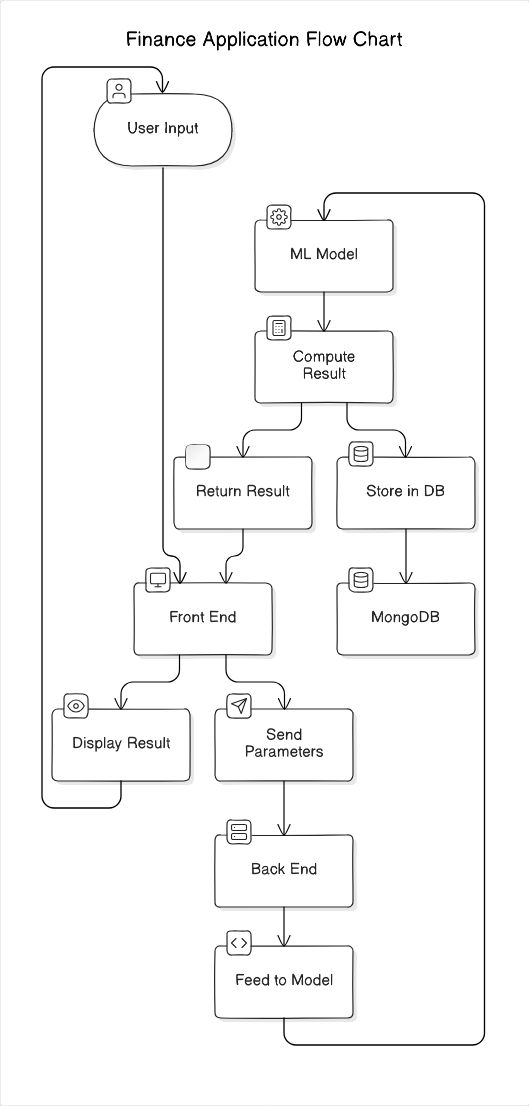 Finance Application Flow Chart
User Input
ML Model
Compute
Result
Return Result
Store in DB
Front End
MongoDB
Display Result
Send
Parameters
Back End
Feed to Model